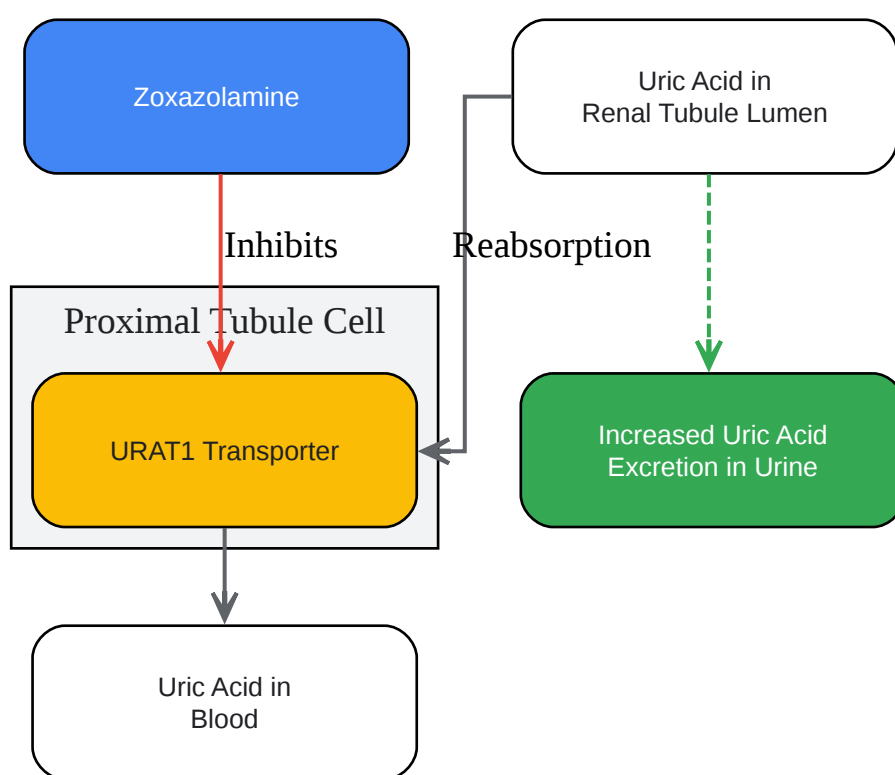 Zoxazolamine
Uric Acid in
Renal Tubule Lumen
Inhibits
Reabsorption
Proximal Tubule Cell
URAT1 Transporter
Increased Uric Acid
Excretion in Urine
Uric Acid in
Blood